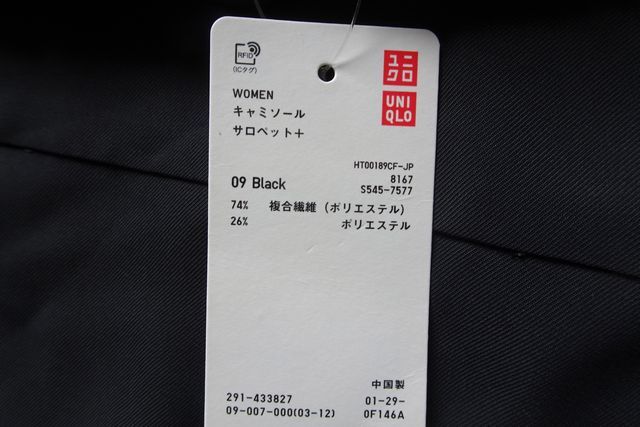 RFID
(ICタグ)
ユニ
クロ
UNI
QLO
WOMEN
キャミソール
サロペット+
HT00189CF-JP
8167
09 Black
S545-7577
74% 複合繊維(ポリエステル)
26% ポリエステル
中国製
291-433827 01-29-
09-007-000(03-12) 0F146A